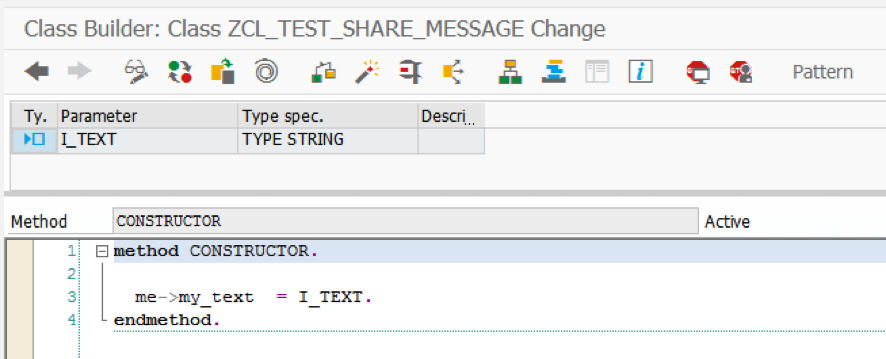 Class Builder: Class ZCL_TEST_SHARE_MESSAGE Change
Pattern
Ty. Parameter Type spec. Descri...
I_TEXT TYPE STRING
Method CONSTRUCTOR Active
1 method CONSTRUCTOR.
2
3 me->my_text = I_TEXT.
4 endmethod.